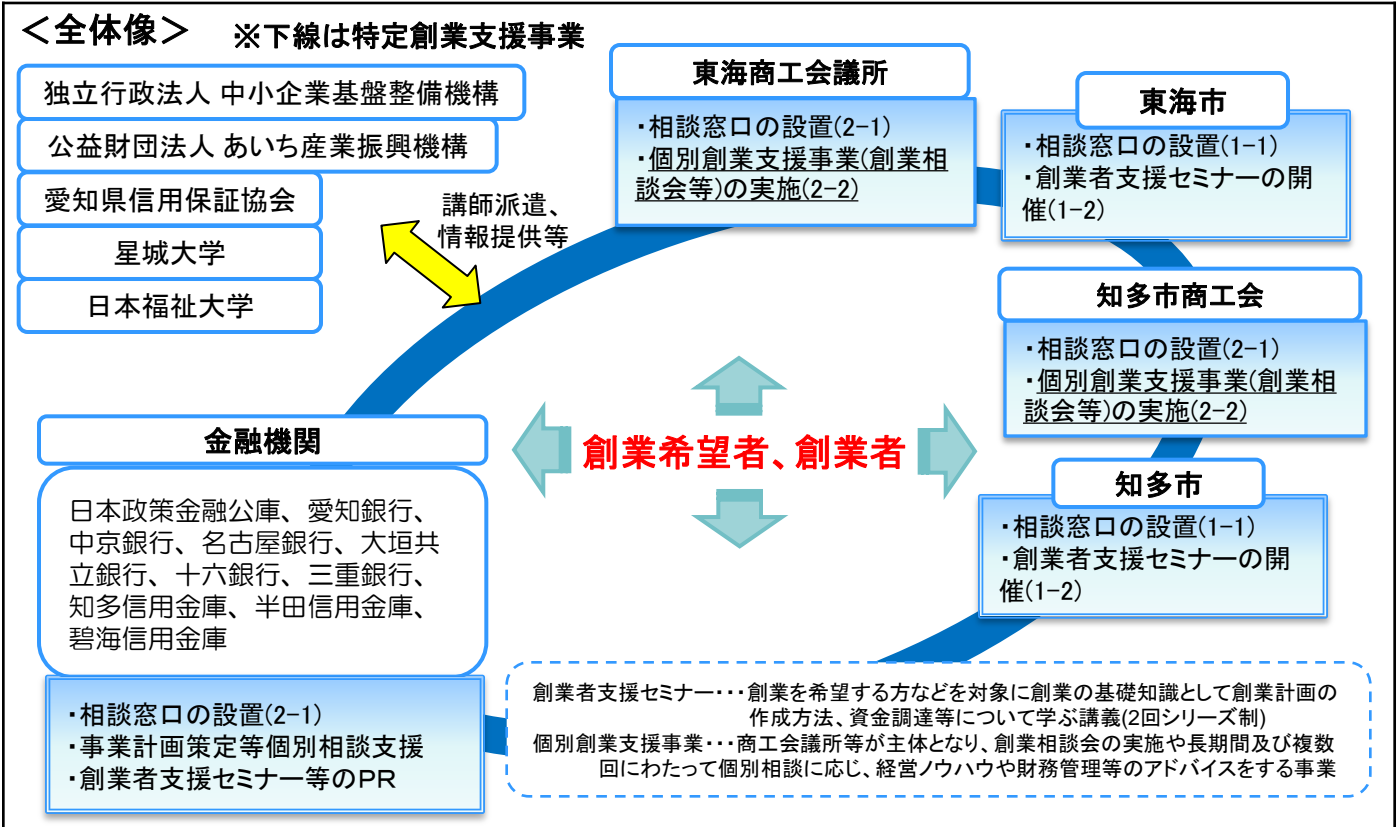 ＜全体像＞ ※下線は特定創業支援事業
独立行政法人 中小企業基盤整備機構
公益財団法人 あいち産業振興機構
愛知県信用保証協会
星城大学
日本福祉大学
講師派遣、
情報提供等
東海商工会議所
・相談窓口の設置(2-1)
・個別創業支援事業(創業相
談会等)の実施(2-2)
東海市
・相談窓口の設置(1-1)
・創業者支援セミナーの開
催(1-2)
知多市商工会
・相談窓口の設置(2-1)
・個別創業支援事業(創業相
談会等)の実施(2-2)
知多市
・相談窓口の設置(1-1)
・創業者支援セミナーの開
催(1-2)
創業希望者、創業者
金融機関
日本政策金融公庫、愛知銀行、
中京銀行、名古屋銀行、大垣共
立銀行、十六銀行、三重銀行、
知多信用金庫、半田信用金庫、
碧海信用金庫
・相談窓口の設置(2-1)
・事業計画策定等個別相談支援
・創業者支援セミナー等のPR
創業者支援セミナー・・・創業を希望する方などを対象に創業の基礎知識として創業計画の
作成方法、資金調達等について学ぶ講義(2回シリーズ制)
個別創業支援事業・・・商工会議所等が主体となり、創業相談会の実施や長期間及び複数
回にわたって個別相談に応じ、経営ノウハウや財務管理等のアドバイスをする事業